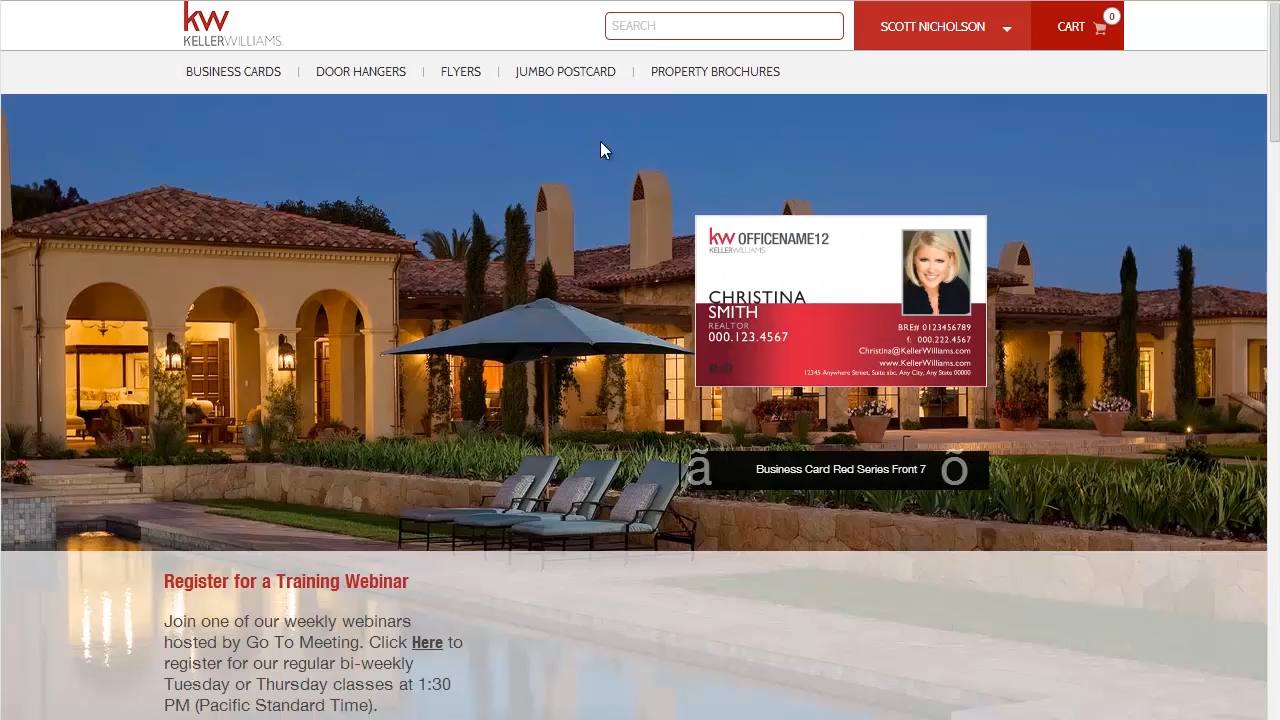 kw
KELLERWILLIAMS.
SEARCH
SCOTT NICHOLSON
CART
0
BUSINESS CARDS | DOOR HANGERS | FLYERS | JUMBO POSTCARD | PROPERTY BROCHURES
kw OFFICENAME12
KELLERWILLIAMS.
CHRISTINA
SMITH
REALTOR
000.123.4567
BRE# 0123456789
f: 000.222.4567
Christina@KellerWilliams.com
www.KellerWilliams.com
12345 Anywhere Street, Suite abc, Any City, Any State 00000
ã Business Card Red Series Front 7 õ
Register for a Training Webinar
Join one of our weekly webinars
hosted by Go To Meeting. Click Here to
register for our regular bi-weekly
Tuesday or Thursday classes at 1:30
PM (Pacific Standard Time).